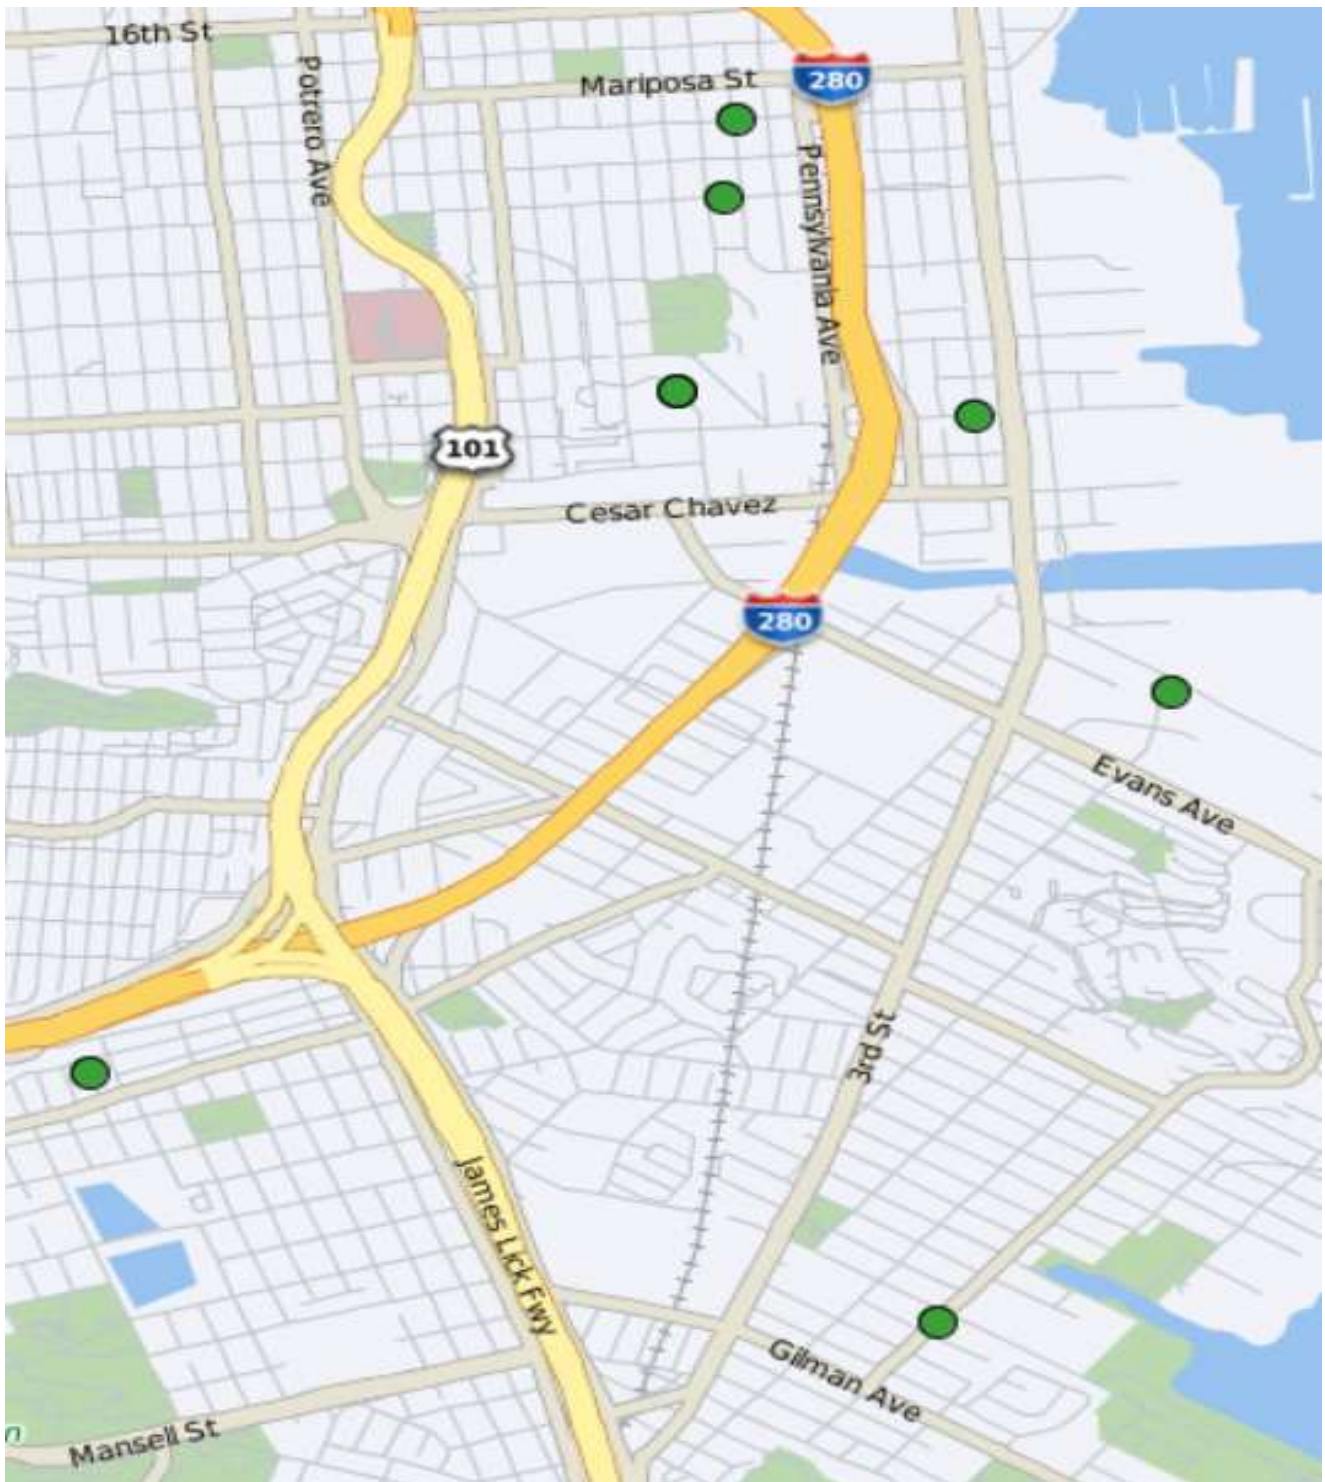 16th St
Potrero Ave
Mariposa St
280
Pennsylvania Ave
101
Cesar Chavez
280
Evans Ave
3rd St
James Lick Fwy
Gilman Ave
Mansell St
n